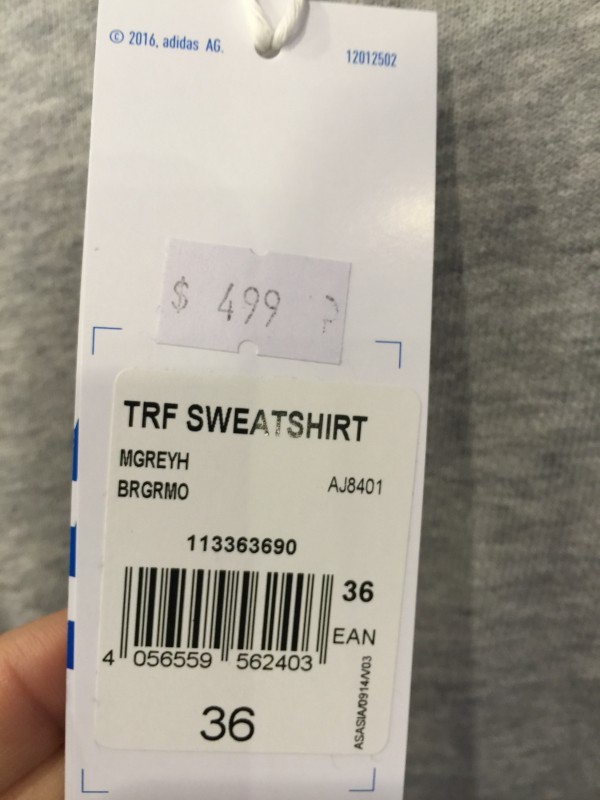 © 2016, adidas AG.
12012502
$ 499
TRF SWEATSHIRT
MGREYH
BRGRMO AJ8401
113363690
36
EAN
4 056559 562403
ASASIA/0914/V03
36